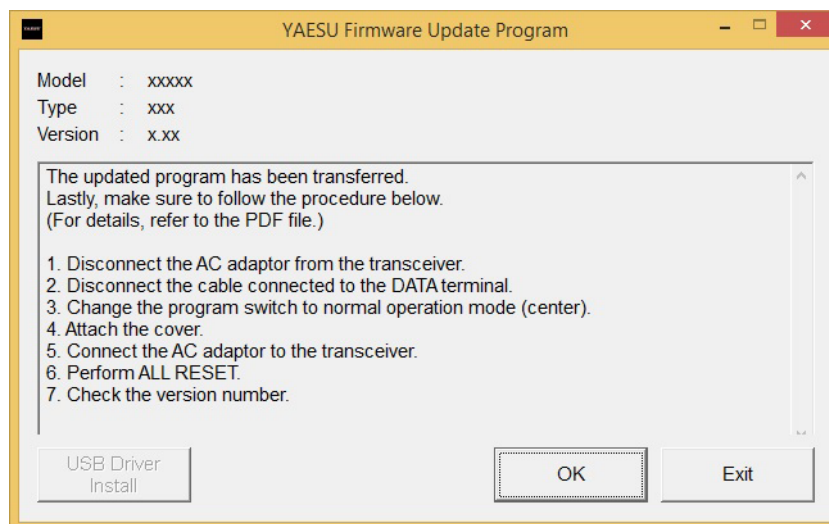 YAESU Firmware Update Program
Model : xxxxx
Type : xxx
Version : x.xx
The updated program has been transferred.
Lastly, make sure to follow the procedure below.
(For details, refer to the PDF file.)
1. Disconnect the AC adaptor from the transceiver.
2. Disconnect the cable connected to the DATA terminal.
3. Change the program switch to normal operation mode (center).
4. Attach the cover.
5. Connect the AC adaptor to the transceiver.
6. Perform ALL RESET.
7. Check the version number.
USB Driver
Install
OK
Exit